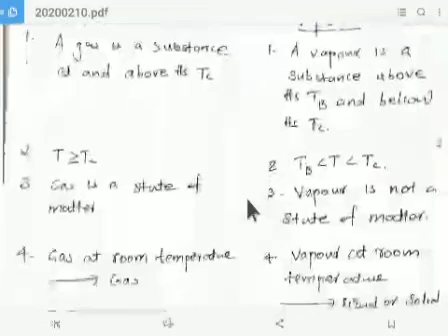 20200210.pdf
1. A gas is a substance
at and above its Tc
2 T ≥ Tc
3 Gas is a state of
matter
4. Gas at room temperature
⟶ Gas
1. A vapour is a
substance above
its TB and below
its Tc.
2 TB < T < Tc.
3. Vapour is not a
state of matter.
4. Vapour at room
temperature
⟶ liquid or solid